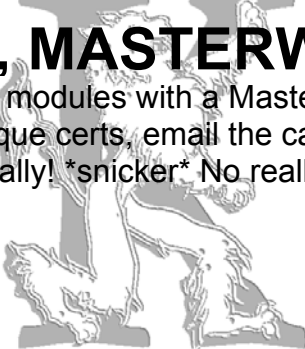 , MASTERW
modules with a Maste
que certs, email the ca
ally! *snicker* No reall